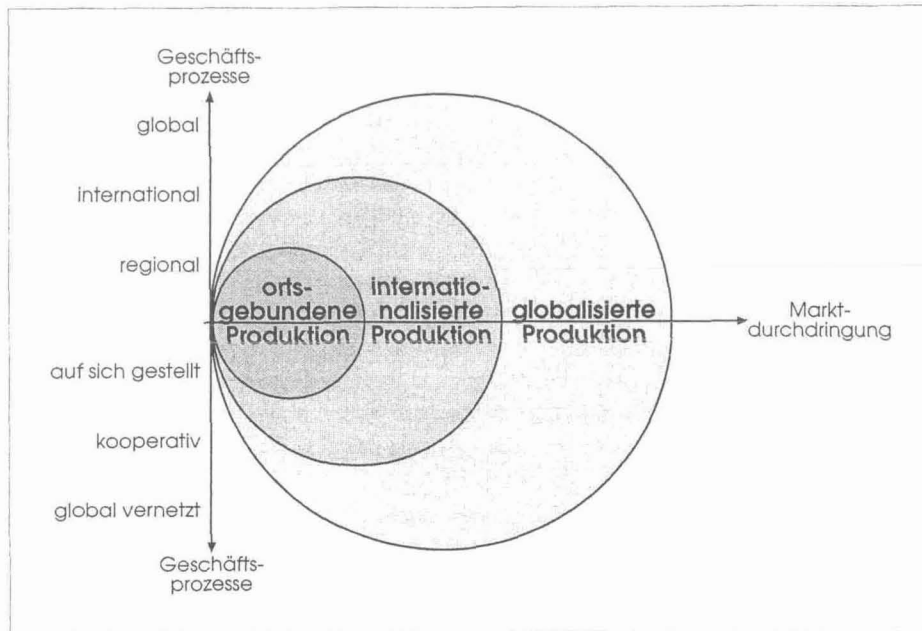 Geschäfts-
prozesse
global
international
regional
orts-
gebundene
Produktion
internatio-
nalisierte
Produktion
globalisierte
Produktion
Markt-
durchdringung
auf sich gestellt
kooperativ
global vernetzt
Geschäfts-
prozesse